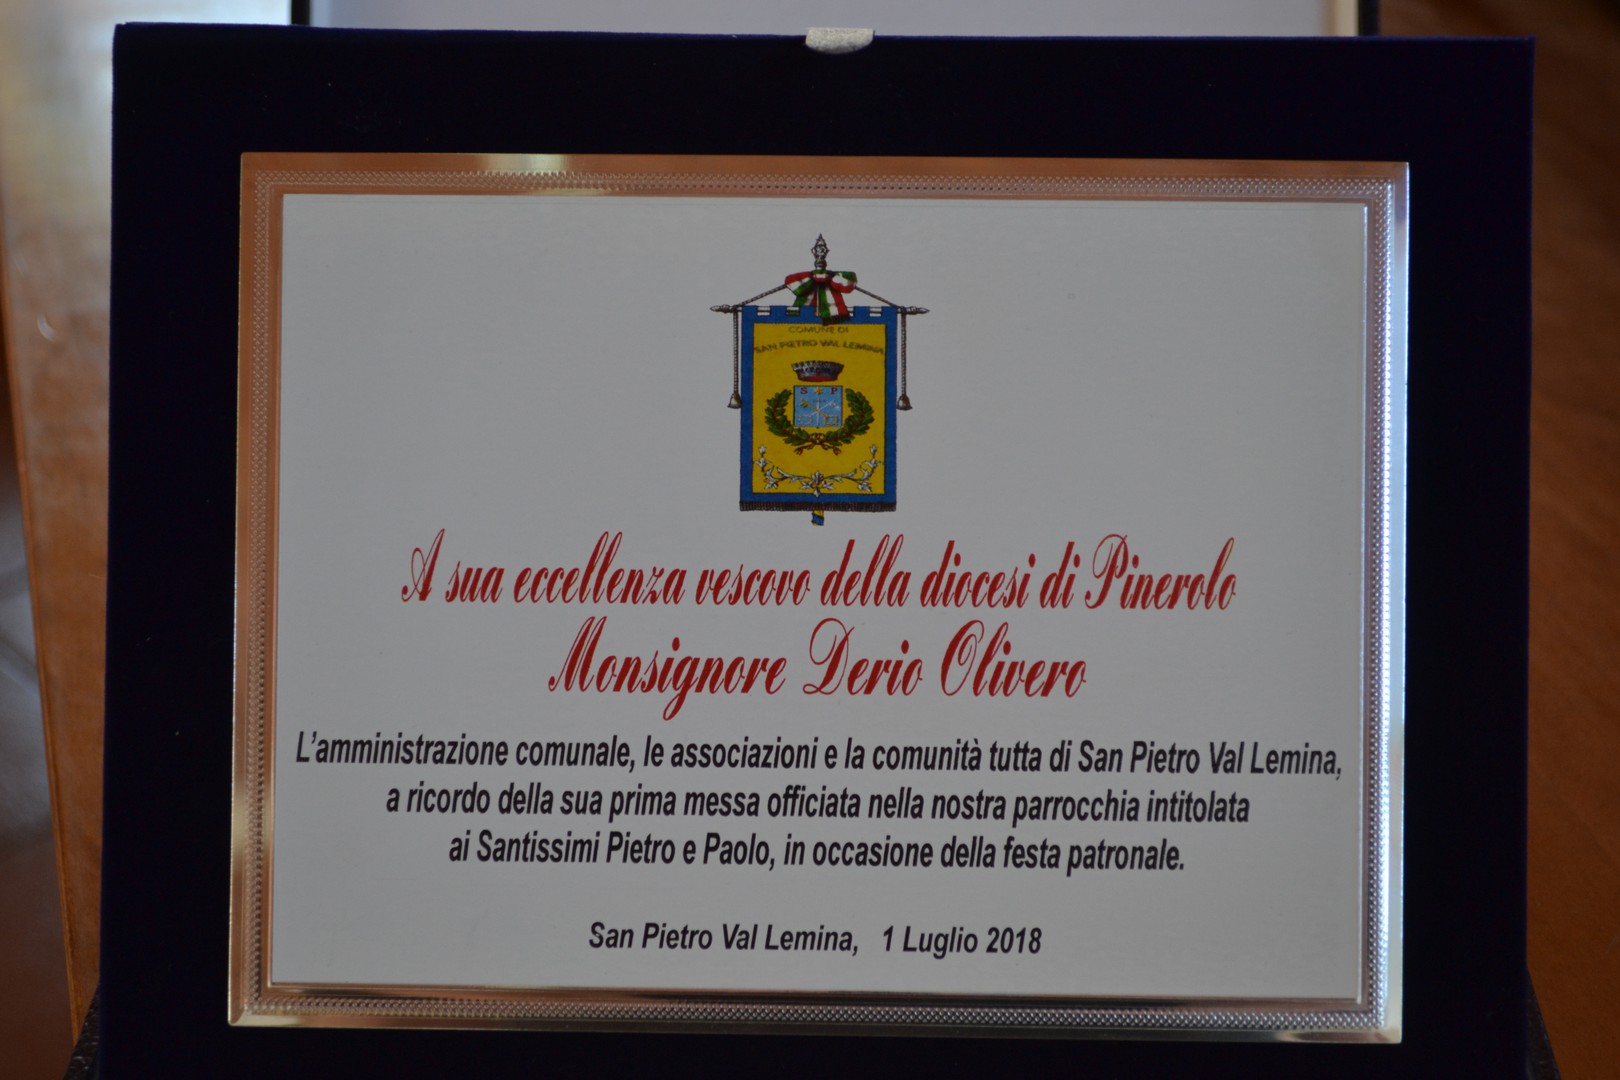 COMUNE DI
SAN PIETRO VAL LEMINA
S P
A sua eccellenza vescovo della diocesi di Pinerolo
Monsignore Derio Olivero
L'amministrazione comunale, le associazioni e la comunità tutta di San Pietro Val Lemina,
a ricordo della sua prima messa officiata nella nostra parrocchia intitolata
ai Santissimi Pietro e Paolo, in occasione della festa patronale.
San Pietro Val Lemina, 1 Luglio 2018